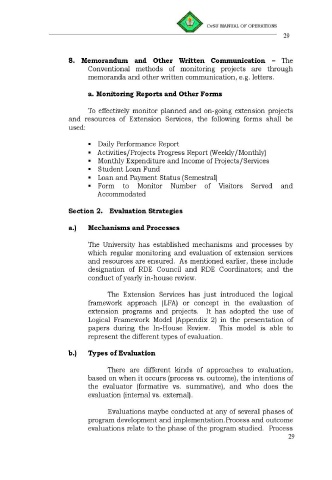 CvSU MANUAL OF OPERATIONS
29
8. Memorandum and Other Written Communication – The
Conventional methods of monitoring projects are through
memoranda and other written communication, e.g. letters.
a. Monitoring Reports and Other Forms
To effectively monitor planned and on-going extension projects
and resources of Extension Services, the following forms shall be
used:
▪ Daily Performance Report
▪ Activities/Projects Progress Report (Weekly/Monthly)
▪ Monthly Expenditure and Income of Projects/Services
▪ Student Loan Fund
▪ Loan and Payment Status (Semestral)
▪ Form to Monitor Number of Visitors Served and
Accommodated
Section 2. Evaluation Strategies
a.) Mechanisms and Processes
The University has established mechanisms and processes by
which regular monitoring and evaluation of extension services
and resources are ensured. As mentioned earlier, these include
designation of RDE Council and RDE Coordinators; and the
conduct of yearly in-house review.
The Extension Services has just introduced the logical
framework approach (LFA) or concept in the evaluation of
extension programs and projects. It has adopted the use of
Logical Framework Model (Appendix 2) in the presentation of
papers during the In-House Review. This model is able to
represent the different types of evaluation.
b.) Types of Evaluation
There are different kinds of approaches to evaluation,
based on when it occurs (process vs. outcome), the intentions of
the evaluator (formative vs. summative), and who does the
evaluation (internal vs. external).
Evaluations maybe conducted at any of several phases of
program development and implementation.Process and outcome
evaluations relate to the phase of the program studied. Process
29